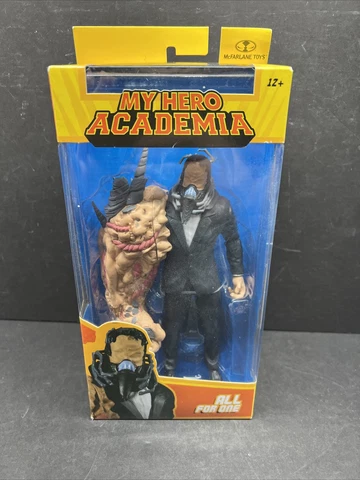 McFARLANE TOYS
12+
MY HERO
ACADEMIA
ALL
FOR ONE